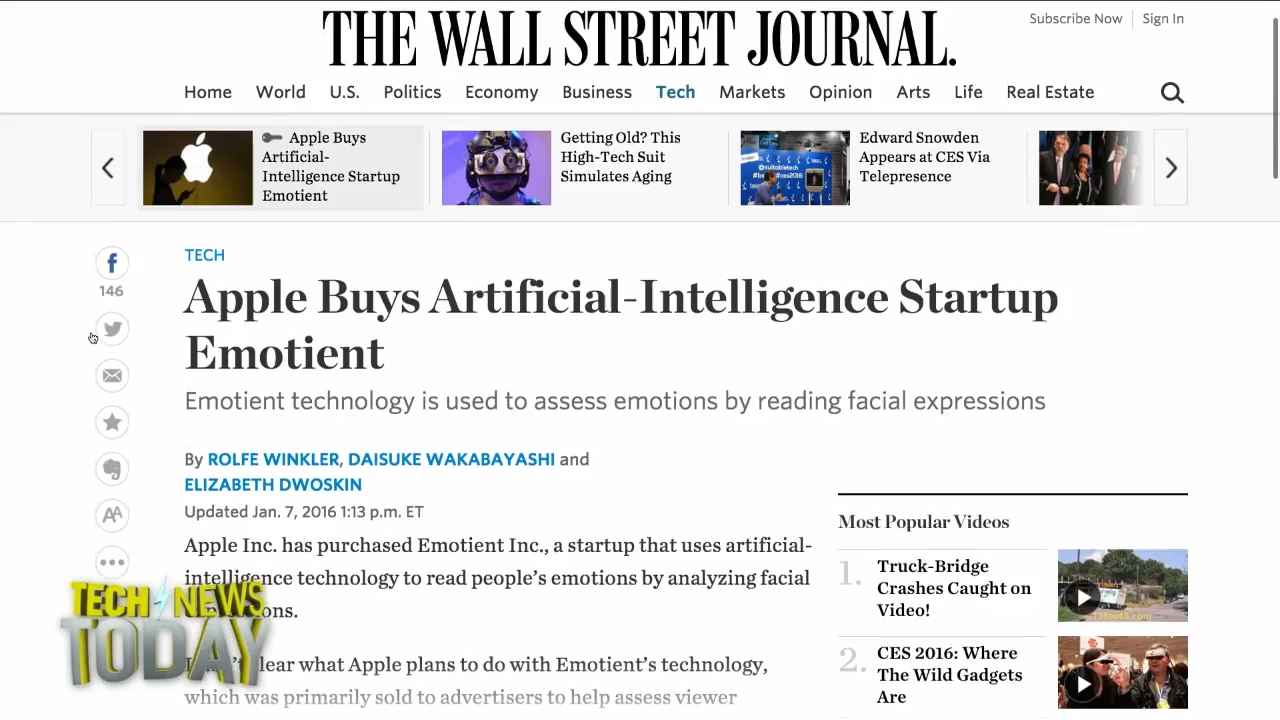 THE WALL STREET JOURNAL.
Subscribe Now
Sign In
Home World U.S. Politics Economy Business Tech Markets Opinion Arts Life Real Estate
Apple Buys
Artificial-
Intelligence Startup
Emotient
Getting Old? This
High-Tech Suit
Simulates Aging
Edward Snowden
Appears at CES Via
Telepresence
TECH
Apple Buys Artificial-Intelligence Startup
Emotient
Emotient technology is used to assess emotions by reading facial expressions
146
By ROLFE WINKLER, DAISUKE WAKABAYASHI and
ELIZABETH DWOSKIN
Updated Jan. 7, 2016 1:13 p.m. ET
AA
Apple Inc. has purchased Emotient Inc., a startup that uses artificial-
intelligence technology to read people's emotions by analyzing facial
clear what Apple plans to do with Emotient's technology,
which was primarily sold to advertisers to help assess viewer
TECH NEWS
TODAY
Most Popular Videos
1.
Truck-Bridge
Crashes Caught on
Video!
2.
CES 2016: Where
The Wild Gadgets
Are